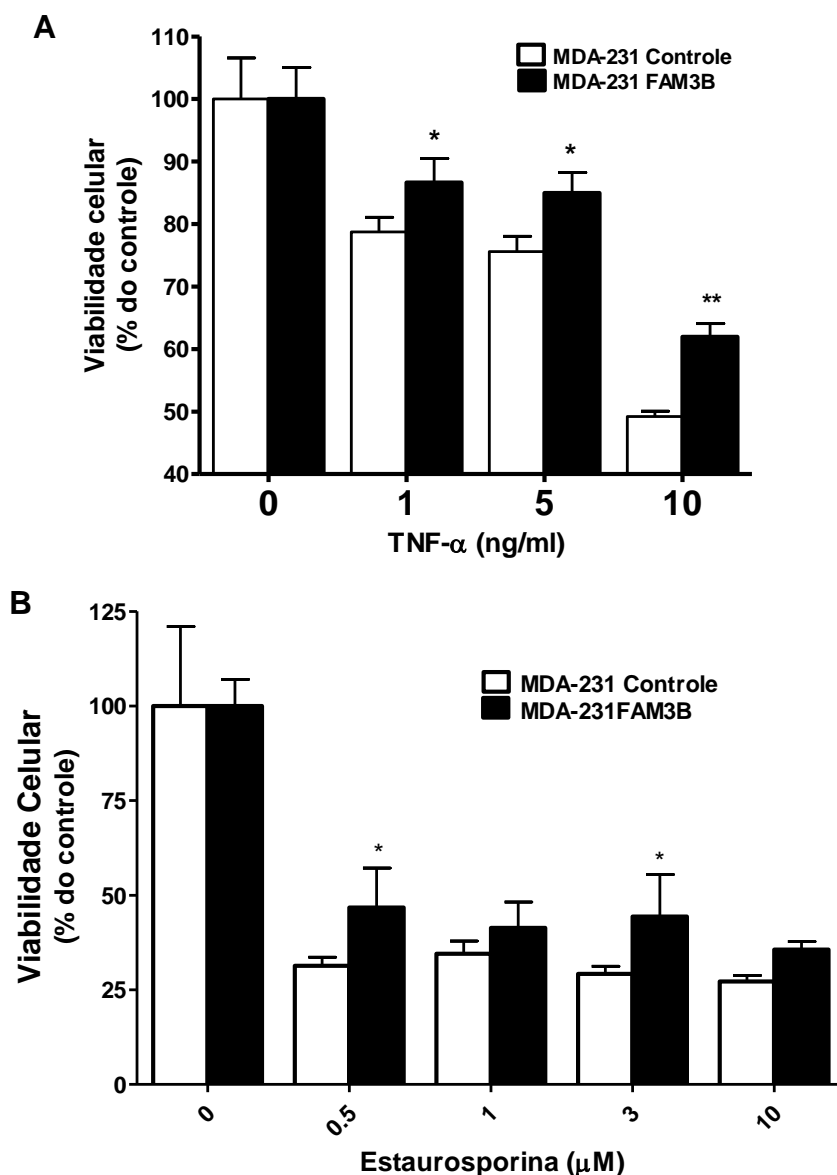 A
110
100
90
80
70
60
50
40
Viabilidade celular
(% do controle)
MDA-231 Controle
MDA-231 FAM3B
*
*
**
0 1 5 10
TNF-α (ng/ml)
B
125
100
75
50
25
0
Viabilidade Celular
(% do controle)
MDA-231 Controle
MDA-231FAM3B
*
*
0 0.5 1 3 10
Estaurosporina (μM)